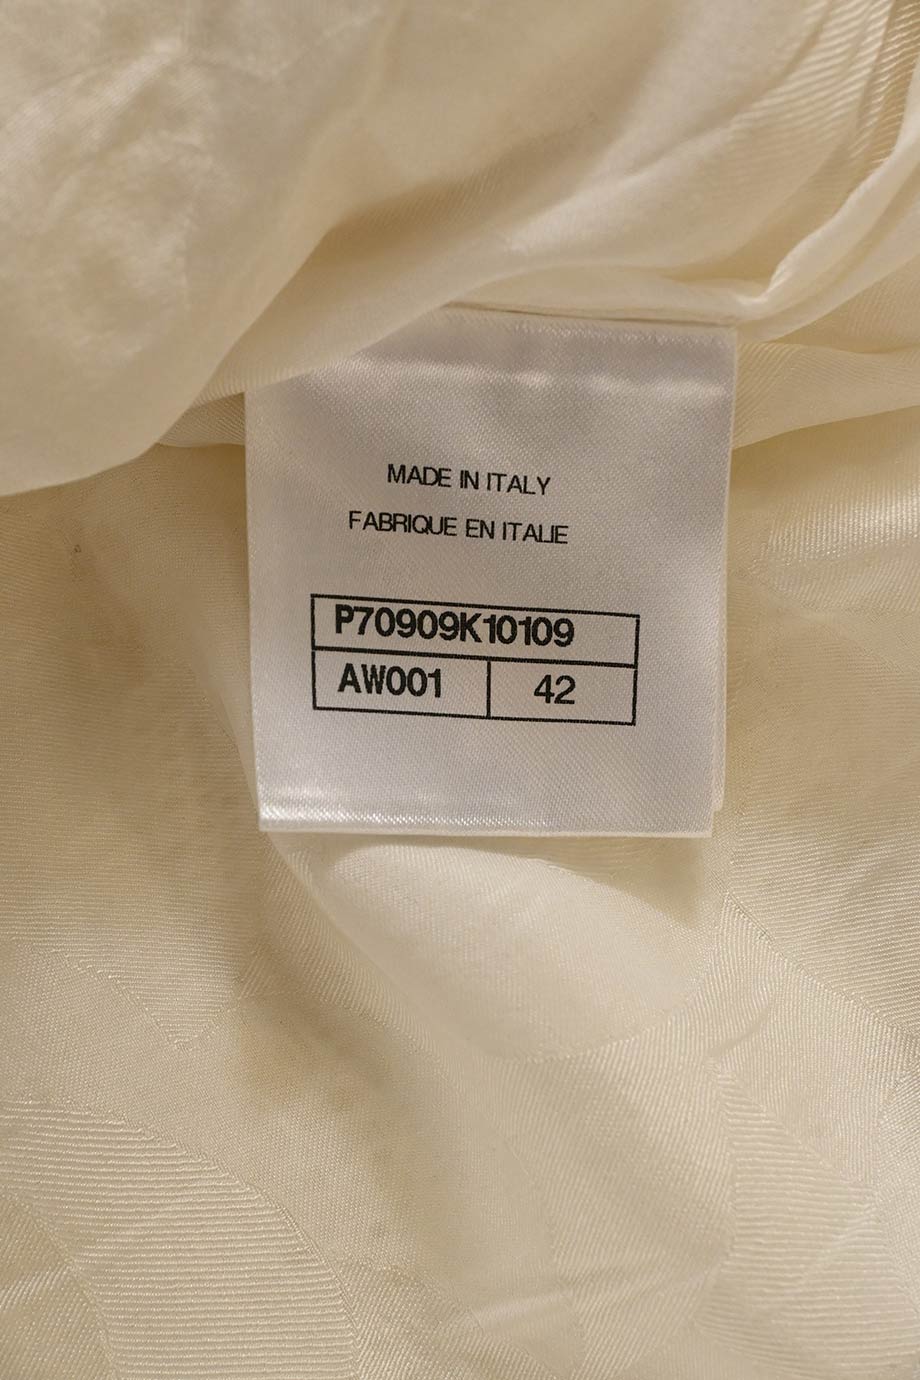 MADE IN ITALY
FABRIQUE EN ITALIE
P70909K10109
AW001 42